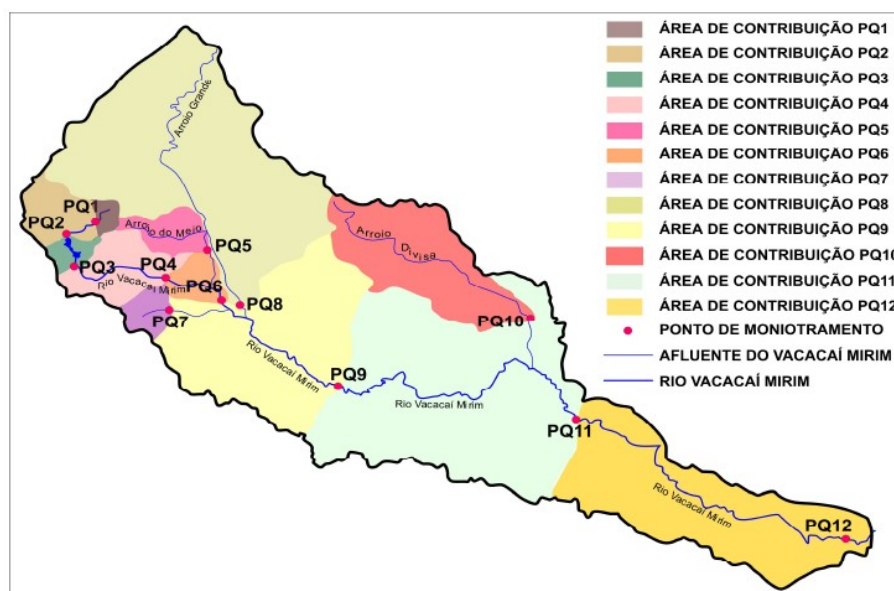 ÁREA DE CONTRIBUIÇÃO PQ1
ÁREA DE CONTRIBUIÇÃO PQ2
ÁREA DE CONTRIBUIÇÃO PQ3
ÁREA DE CONTRIBUIÇÃO PQ4
ÁREA DE CONTRIBUIÇÃO PQ5
ÁREA DE CONTRIBUIÇÃO PQ6
ÁREA DE CONTRIBUIÇÃO PQ7
ÁREA DE CONTRIBUIÇÃO PQ8
ÁREA DE CONTRIBUIÇÃO PQ9
ÁREA DE CONTRIBUIÇÃO PQ10
ÁREA DE CONTRIBUIÇÃO PQ11
ÁREA DE CONTRIBUIÇÃO PQ12
PONTO DE MONIOTRAMENTO
AFLUENTE DO VACACAÍ MIRIM
RIO VACACAÍ MIRIM
Arroio Grande
PQ1
PQ2
Arroio do Meio
PQ5
PQ3
PQ4
Rio Vacacaí Mirim
PQ6
PQ7
PQ8
Arroio Divisa
PQ10
Rio Vacacaí Mirim
PQ9
Rio Vacacaí Mirim
PQ11
Rio Vacacaí Mirim
PQ12